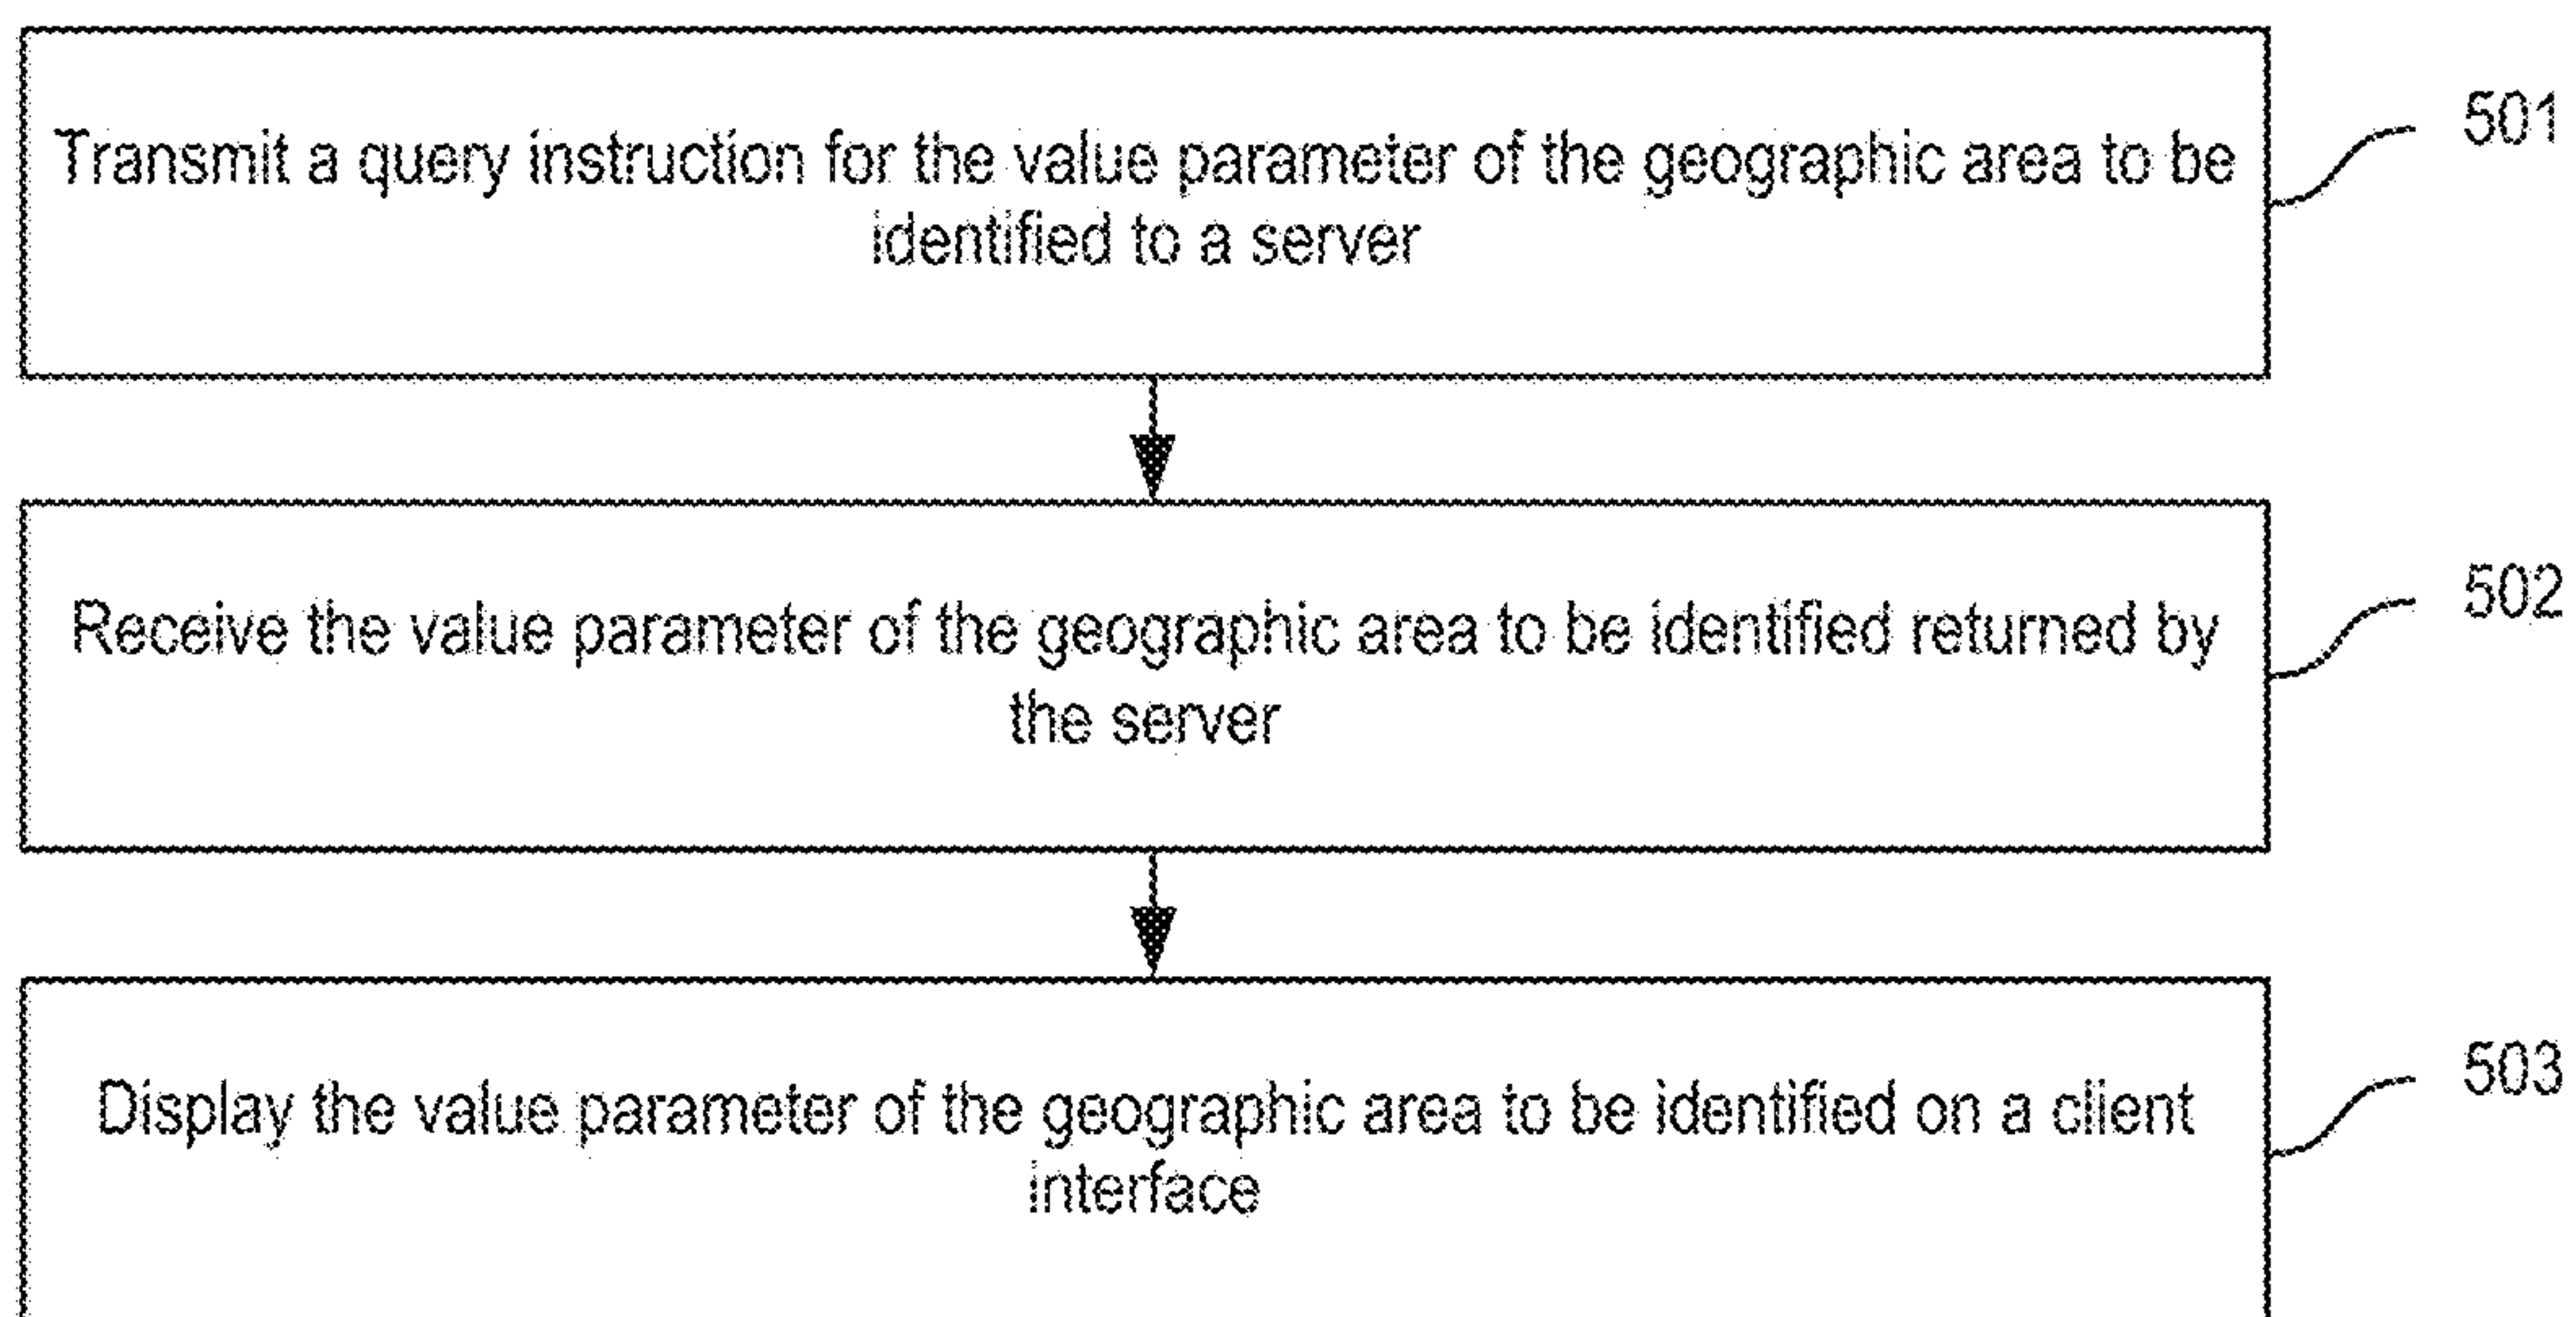 Transmit a query instruction for the value parameter of the geographic area to be
identified to a server
501
Receive the value parameter of the geographic area to be identified returned by
the server
502
Display the value parameter of the geographic area to be identified on a client
interface
503